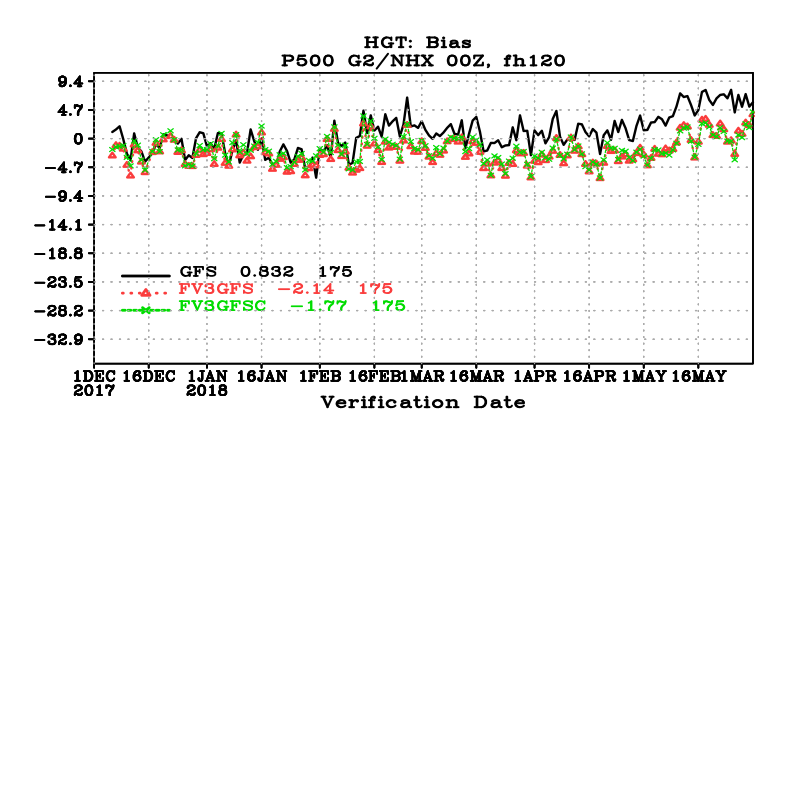 HGT: Bias
P500 G2/NHX 00Z, fh120
9.4
4.7
0
−4.7
−9.4
−14.1
−18.8
−23.5
−28.2
−32.9
GFS 0.832 175
FV3GFS −2.14 175
FV3GFSC −1.77 175
1DEC 16DEC 1JAN 16JAN 1FEB 16FEB 1MAR 16MAR 1APR 16APR 1MAY 16MAY
2017 2018
Verification Date